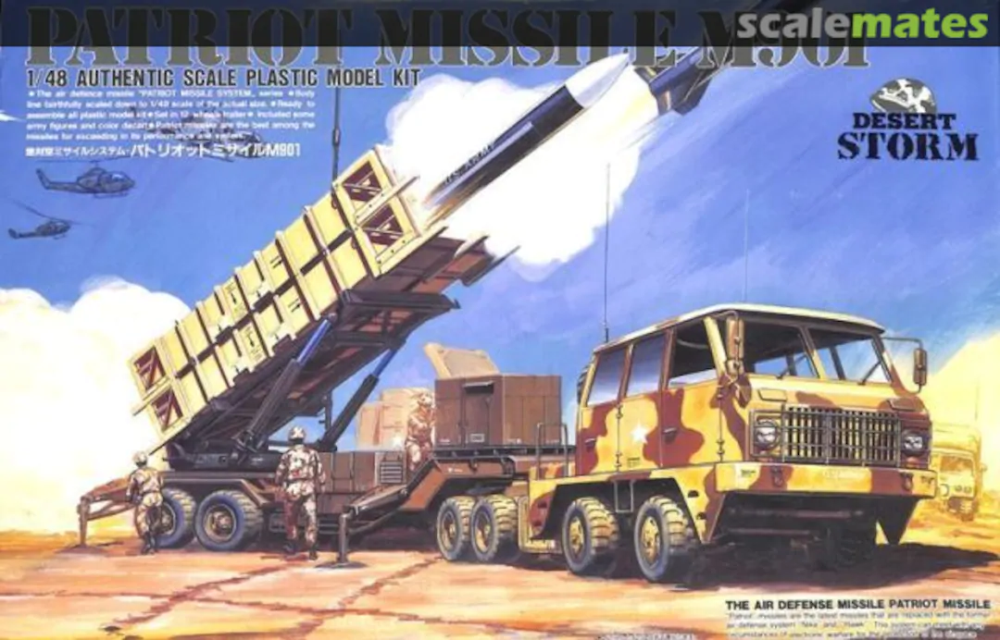 scalemates
PATRIOT MISSILE M901
1/48 AUTHENTIC SCALE PLASTIC MODEL KIT
★The air defence missile "PATRIOT MISSILE SYSTEM" series ★Body
line faithfully scaled down to 1/48 scale of the actual size. ★Ready to
assemble all plastic model kit ★Set in 12 wheels trailer ★ Included some
army figures and color decal ★Patriot missiles are the best among the
missiles for exceeding in its performance and
対空ミサイルシステム・パトリオットミサイルM901
DESERT
STORM
THE AIR DEFENSE MISSILE PATRIOT MISSILE
"Patriot" missiles are the latest missiles that are replaced with the former
air defense system "Nike and "Hawk" This system can
circumstances of electronic warfare by the